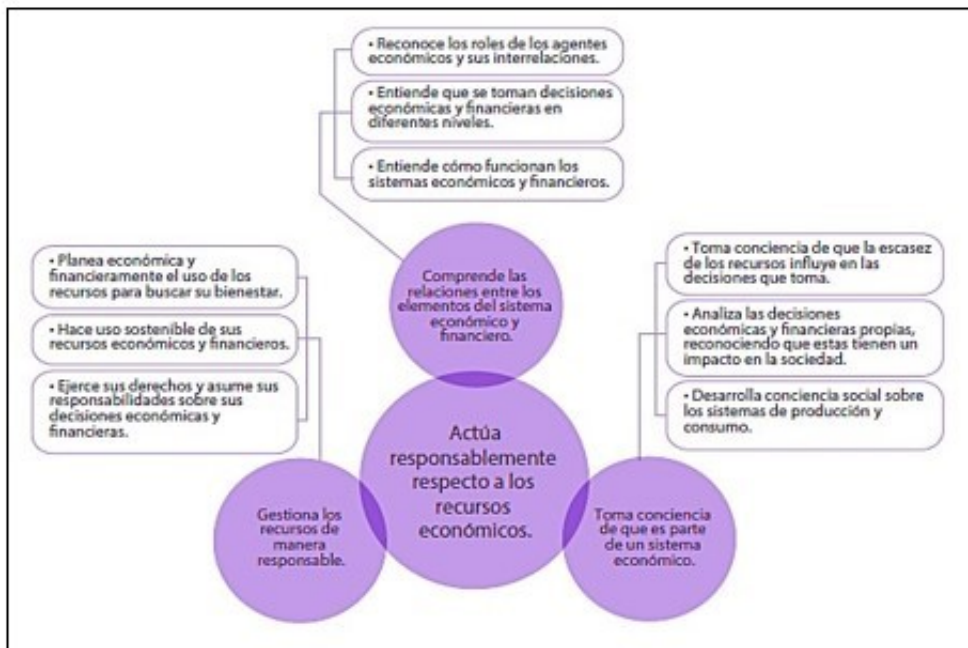 • Reconoce los roles de los agentes
económicos y sus interrelaciones.
• Entiende que se toman decisiones
económicas y financieras en
diferentes niveles.
• Entiende cómo funcionan los
sistemas económicos y financieros.
Comprende las
relaciones entre los
elementos del sistema
económico y
financiero.
• Planea económica y
financieramente el uso de los
recursos para buscar su bienestar.
• Hace uso sostenible de sus
recursos económicos y financieros.
• Ejerce sus derechos y asume sus
responsabilidades sobre sus
decisiones económicas y
financieras.
• Toma conciencia de que la escasez
de los recursos influye en las
decisiones que toma.
• Analiza las decisiones
económicas y financieras propias,
reconociendo que estas tienen un
impacto en la sociedad.
• Desarrolla conciencia social sobre
los sistemas de producción y
consumo.
Actúa
responsablemente
respecto a los
recursos
económicos.
Gestiona los
recursos de
manera
responsable.
Toma conciencia
de que es parte
de un sistema
económico.